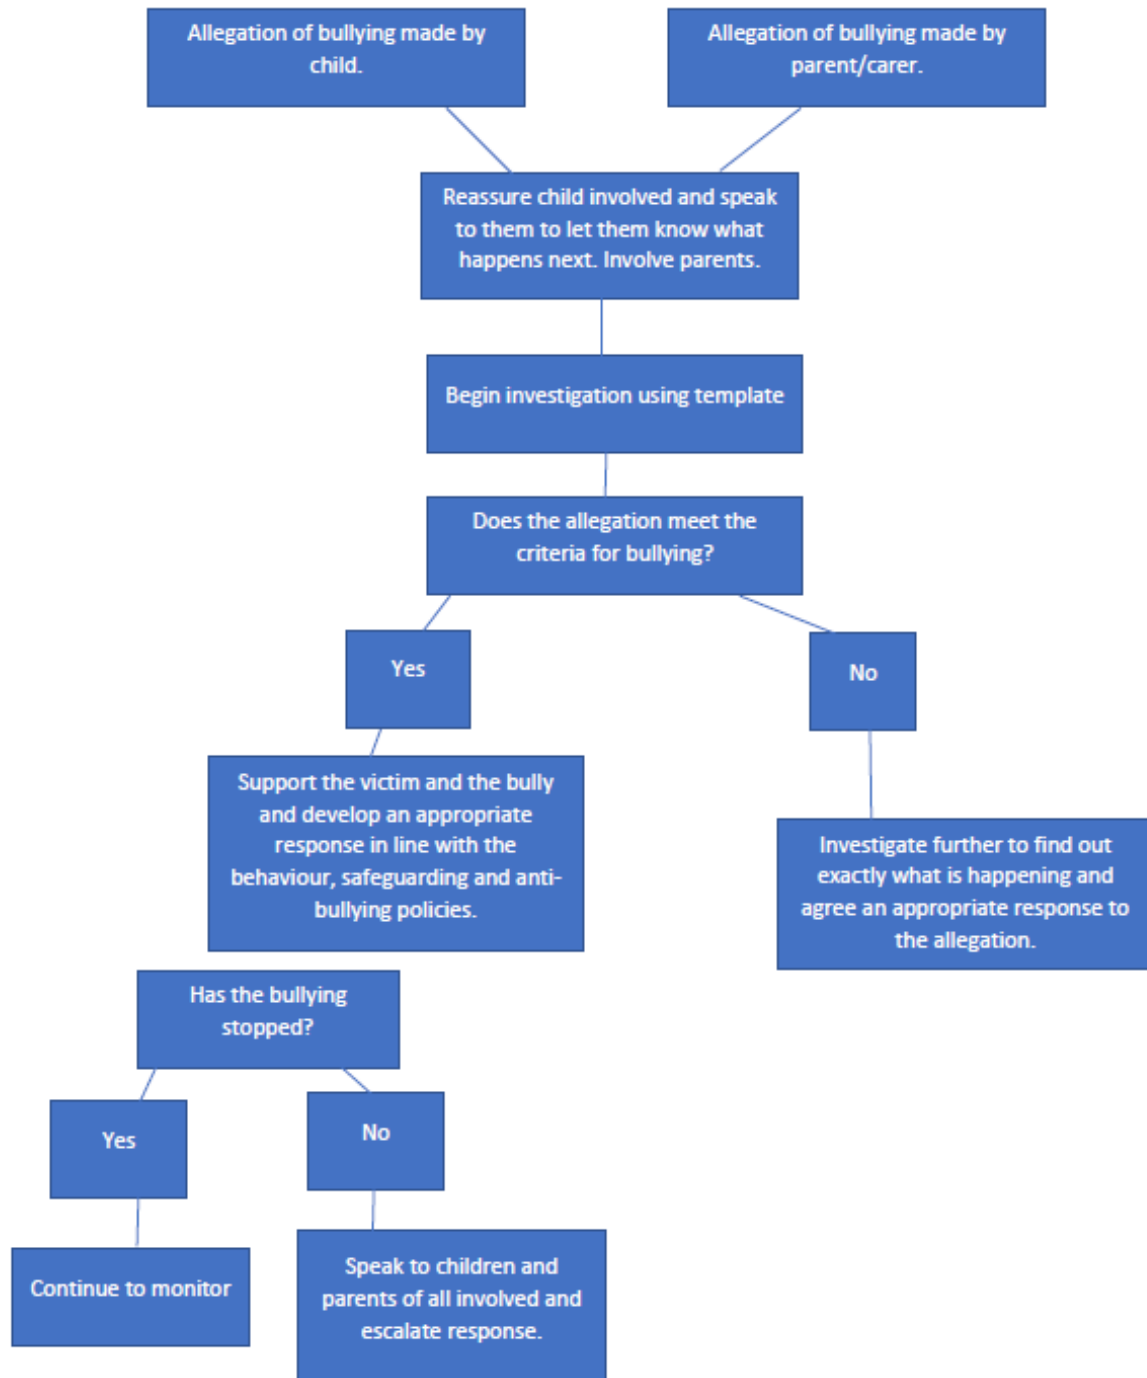 Allegation of bullying made by
child.
Allegation of bullying made by
parent/carer.
Reassure child involved and speak
to them to let them know what
happens next. Involve parents.
Begin investigation using template
Does the allegation meet the
criteria for bullying?
Yes
No
Support the victim and the bully
and develop an appropriate
response in line with the
behaviour, safeguarding and anti-
bullying policies.
Investigate further to find out
exactly what is happening and
agree an appropriate response to
the allegation.
Has the bullying
stopped?
Yes
No
Continue to monitor
Speak to children and
parents of all involved and
escalate response.